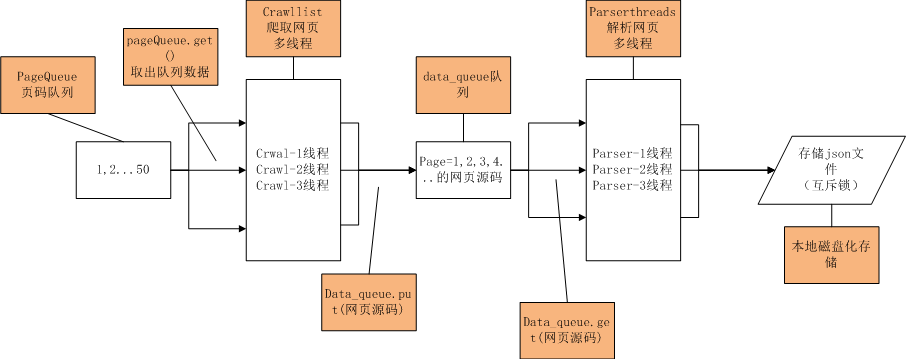 PageQueue
页码队列
pageQueue.get
()
取出队列数据
1,2...50
Crawllist
爬取网页
多线程
Crwal-1线程
Crawl-2线程
Crawl-3线程
Data_queue.pu
t(网页源码)
data_queue队
列
Page=1,2,3,4.
..的网页源码
Data_queue.ge
t(网页源码)
Parserthreads
解析网页
多线程
Parser-1线程
Parser-2线程
Parser-3线程
存储json文
件
(互斥锁)
本地磁盘化存
储